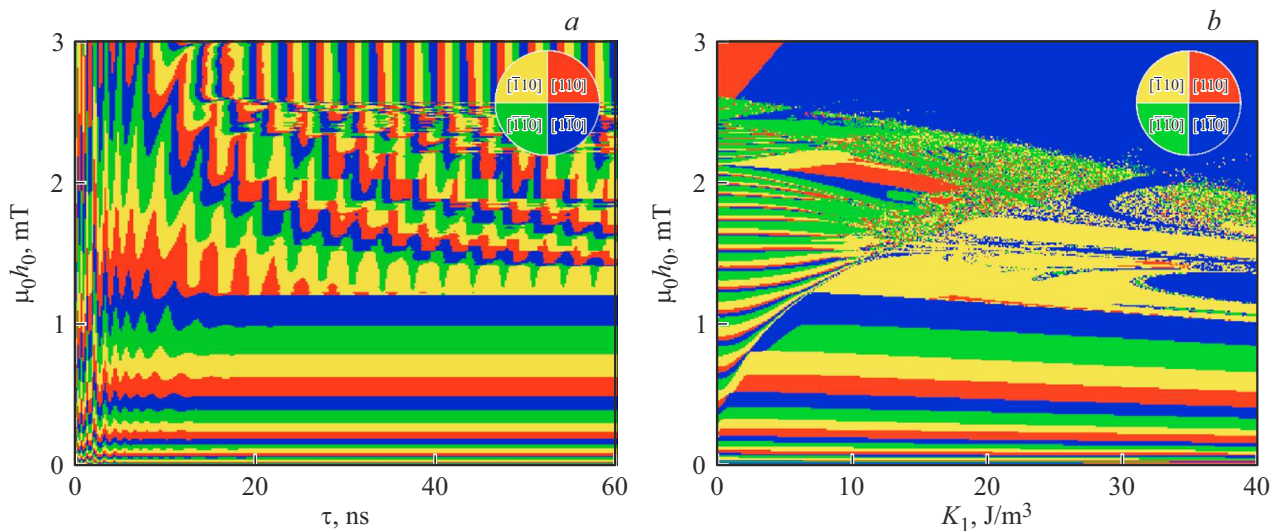 a
b
3
[1̄10] [110]
[1̄1̄0] [11̄0]
2
μ₀h₀, mT
1
0
0 20 40 60
τ, ns
3
[1̄10] [110]
[1̄1̄0] [11̄0]
2
μ₀h₀, mT
1
0
0 10 20 30 40
K₁, J/m³